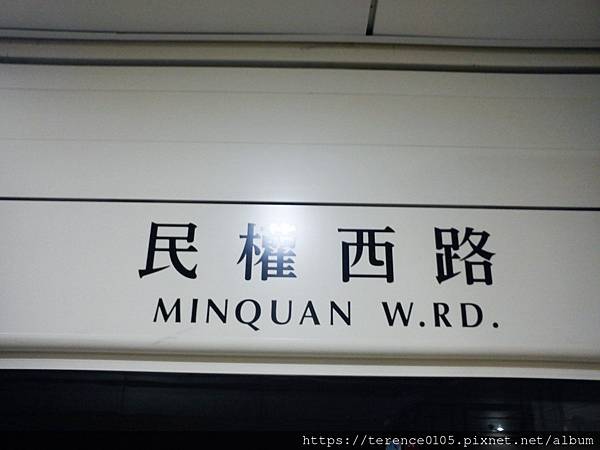 民權西路
MINQUAN W.RD.
https://terence0105.pixnet.net/album